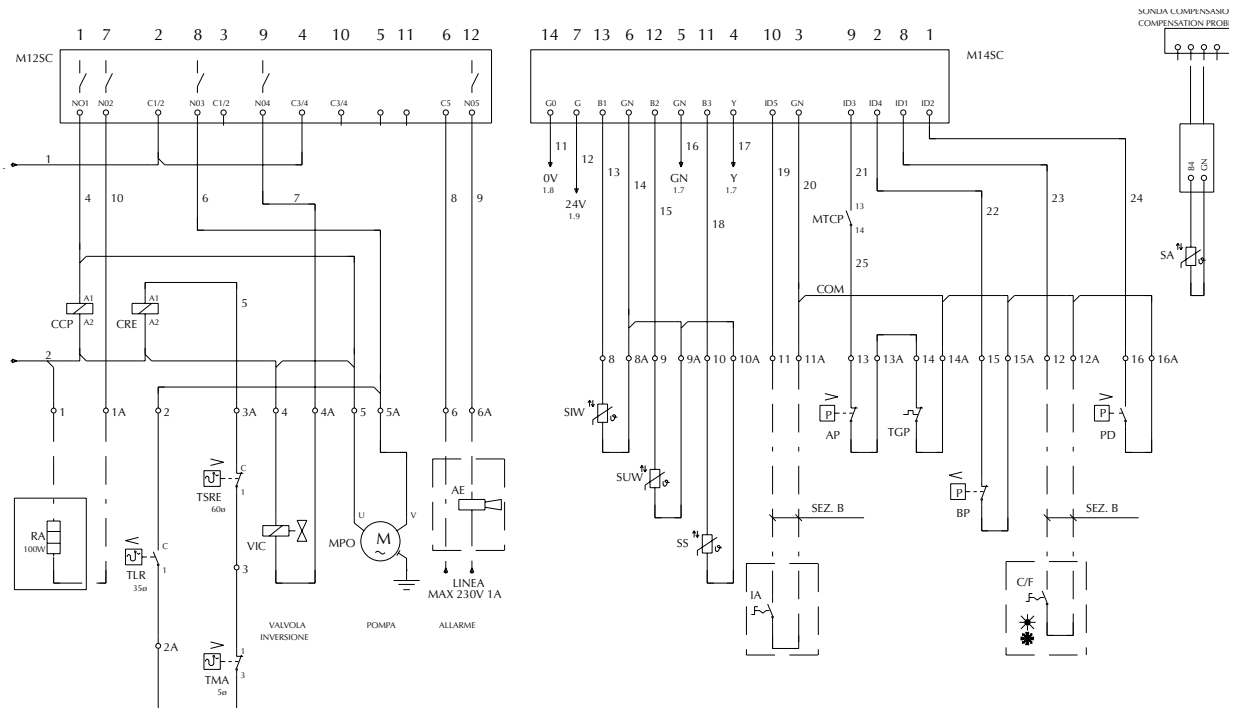 SONDA COMPENSASIO
COMPENSATION PROBE
1 7 2 8 3 9 4 10 5 11 6 12
14 7 13 6 12 5 11 4 10 3 9 2 8 1
M12SC
M14SC
NO1 N02 C1/2 N03 C1/2 N04 C3/4 C3/4 C5 N05
G0 G B1 GN B2 GN B3 Y ID5 GN ID3 ID4 ID1 ID2
1
4 10 6 7 8 9
11 12 13 14 15 16 17 18 19 20 21 22 23 24
0V
1.8
24V
1.9
GN
1.7
Y
1.7
B4 GN
MTCP
13
14
25
SA
COM
5
CCP
A1
A2
CRE
A1
A2
2
8 8A 9 9A 10 10A 11 11A 13 13A 14 14A 15 15A 12 12A 16 16A
1 1A 2 3A 4 4A 5 5A 6 6A
SIW
P
AP
TGP
P
PD
SUW
P
BP
SS
SEZ. B
SEZ. B
IA
C/F
C
TSRE
60ø
1
AE
RA
100W
VIC
U
V
MPO
M
~
C
TLR
35ø
1
3
LINEA
MAX 230V 1A
VALVOLA
INVERSIONE
POMPA
ALLARME
2A
1
TMA
5ø
3